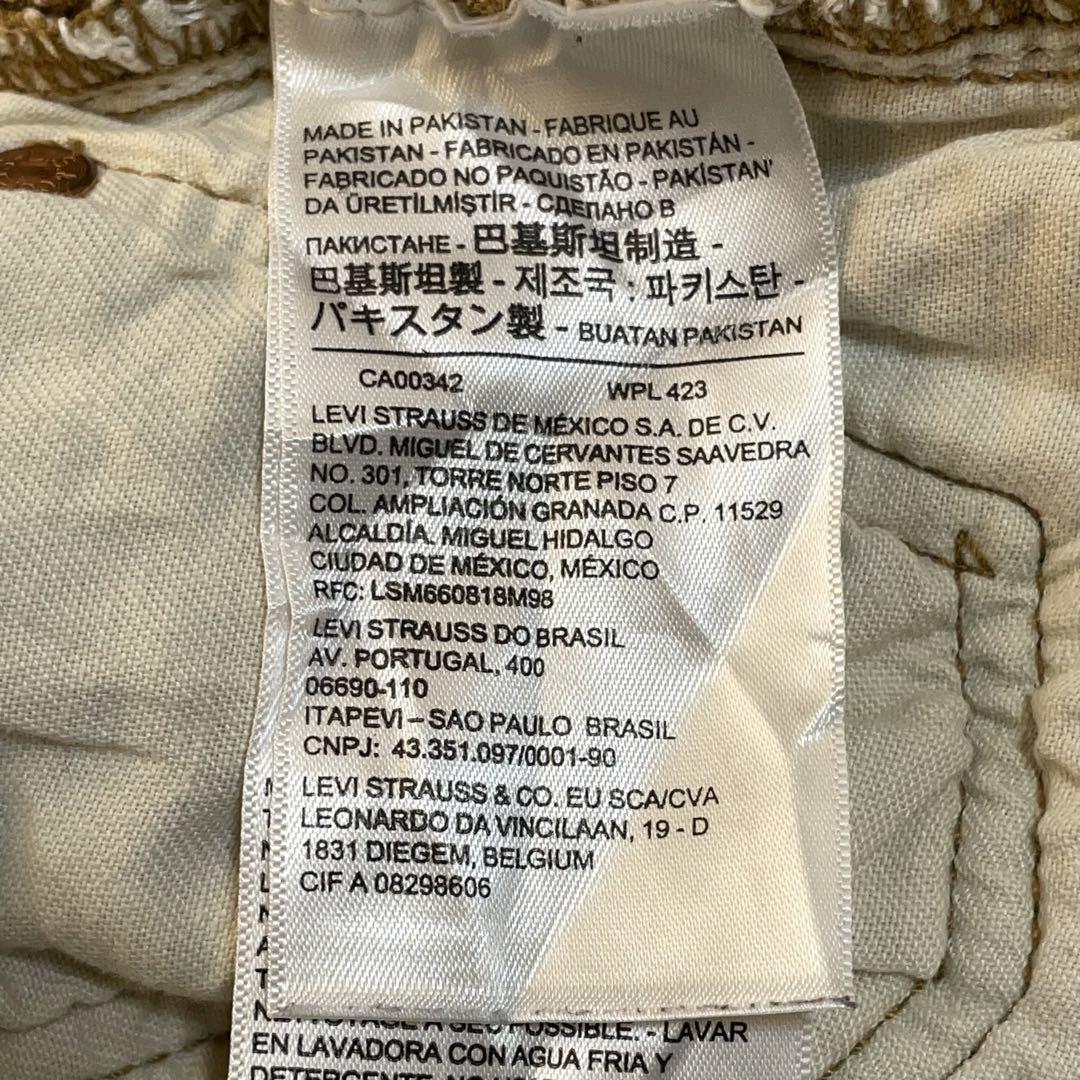 MADE IN PAKISTAN - FABRIQUE AU
PAKISTAN - FABRICADO EN PAKISTÁN -
FABRICADO NO PAQUISTÃO - PAKİSTAN'
DA ÜRETİLMİŞTİR - СДЕЛАНО В
ПАКИСТАНЕ - 巴基斯坦制造 -
巴基斯坦製 - 제조국 : 파키스탄 -
パキスタン製 - BUATAN PAKISTAN
CA00342 WPL 423
LEVI STRAUSS DE MÉXICO S.A. DE C.V.
BLVD. MIGUEL DE CERVANTES SAAVEDRA
NO. 301, TORRE NORTE PISO 7
COL. AMPLIACIÓN GRANADA C.P. 11529
ALCALDÍA. MIGUEL HIDALGO
CIUDAD DE MÉXICO, MÉXICO
RFC: LSM660818M98
LEVI STRAUSS DO BRASIL
AV. PORTUGAL, 400
06690-110
ITAPEVI – SAO PAULO BRASIL
CNPJ: 43.351.097/0001-90
LEVI STRAUSS & CO. EU SCA/CVA
LEONARDO DA VINCILAAN, 19 - D
1831 DIEGEM, BELGIUM
CIF A 08298606
POSSIBLE. - LAVAR
EN LAVADORA CON AGUA FRIA Y